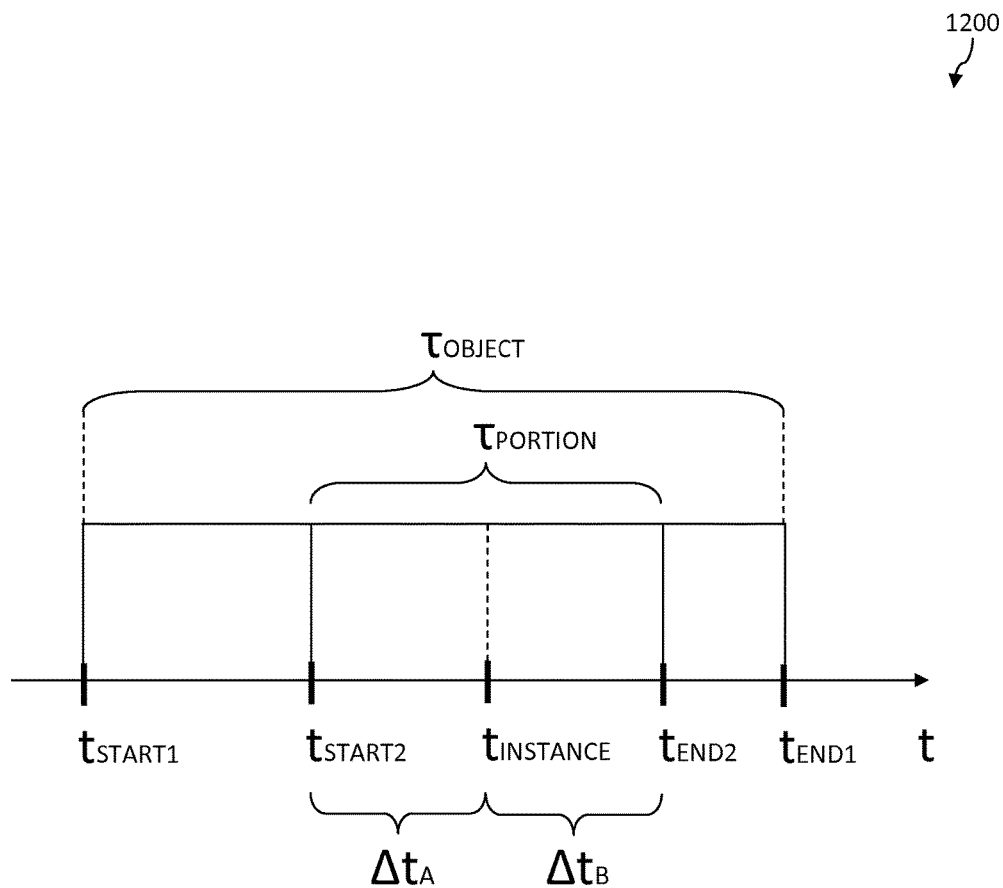 1200
τOBJECT
τPORTION
tSTART1 tSTART2 tINSTANCE tEND2 tEND1 t
ΔtA ΔtB